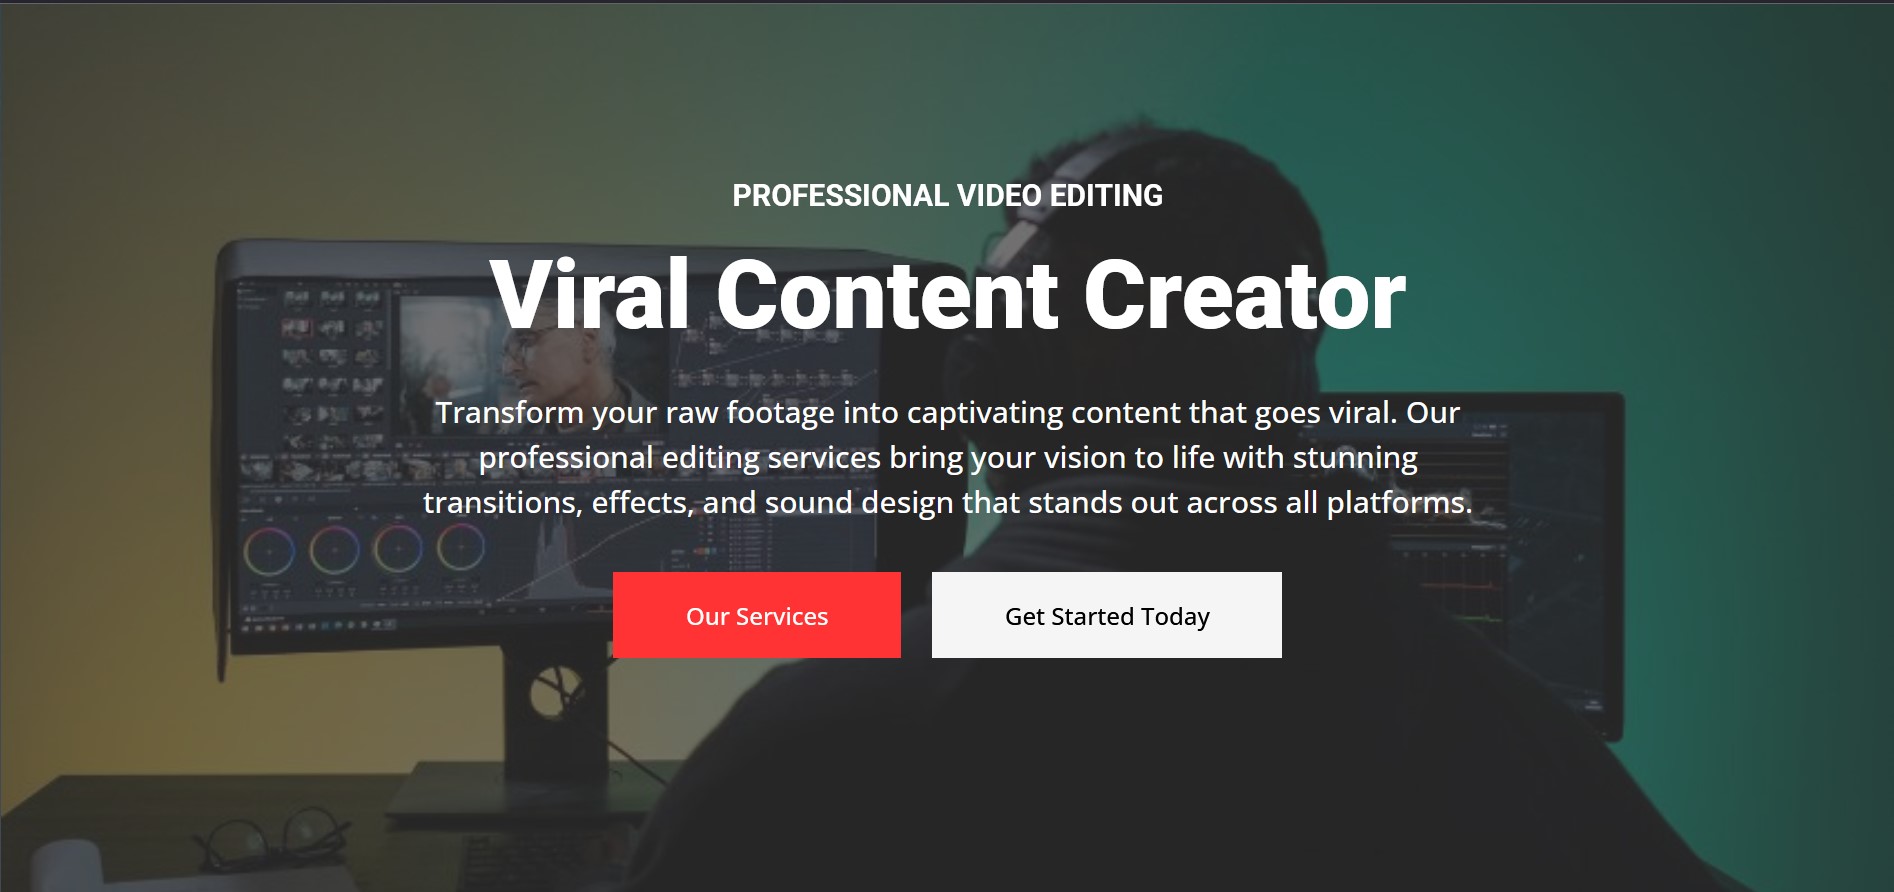 PROFESSIONAL VIDEO EDITING
Viral Content Creator
Transform your raw footage into captivating content that goes viral. Our
professional editing services bring your vision to life with stunning
transitions, effects, and sound design that stands out across all platforms.
Our Services
Get Started Today